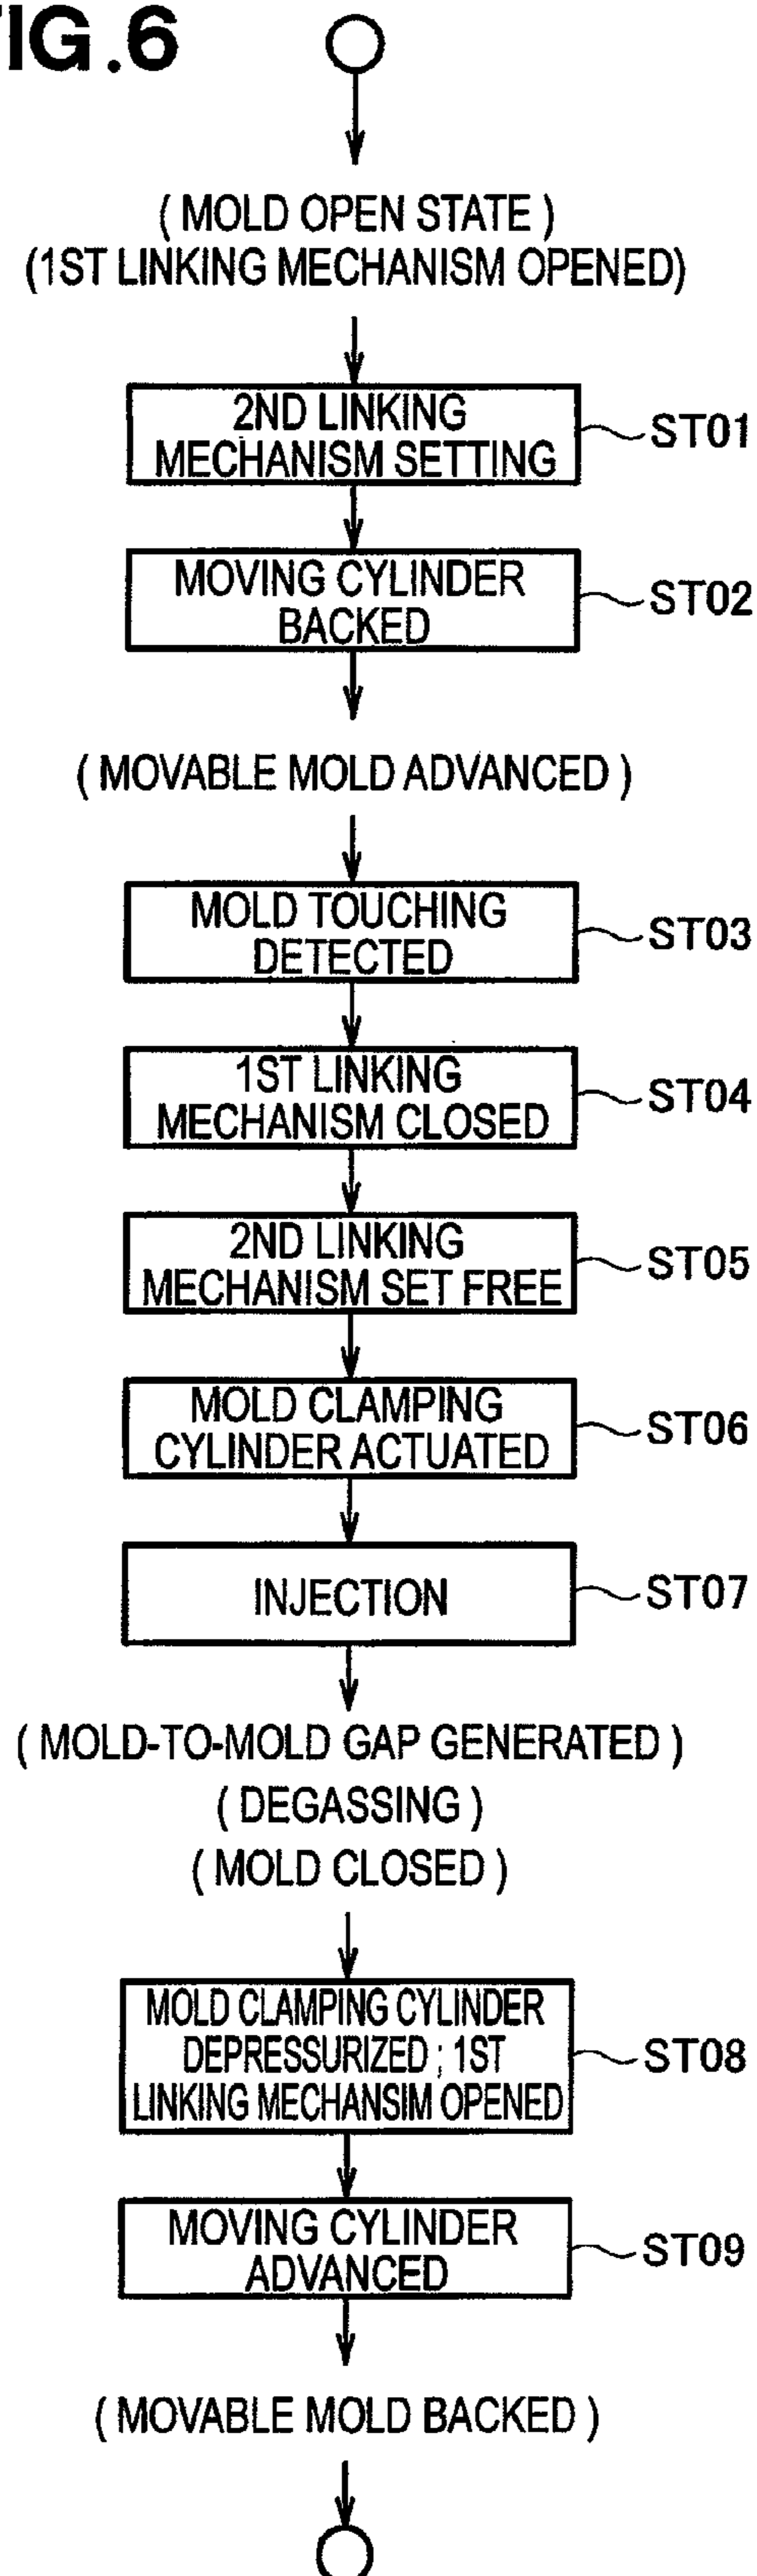 FIG.6
( MOLD OPEN STATE )
(1ST LINKING MECHANISM OPENED)
2ND LINKING
MECHANISM SETTING
ST01
MOVING CYLINDER
BACKED
ST02
( MOVABLE MOLD ADVANCED )
MOLD TOUCHING
DETECTED
ST03
1ST LINKING
MECHANISM CLOSED
ST04
2ND LINKING
MECHANISM SET FREE
ST05
MOLD CLAMPING
CYLINDER ACTUATED
ST06
INJECTION
ST07
( MOLD-TO-MOLD GAP GENERATED )
( DEGASSING )
( MOLD CLOSED )
MOLD CLAMPING CYLINDER
DEPRESSURIZED ; 1ST
LINKING MECHANSIM OPENED
ST08
MOVING CYLINDER
ADVANCED
ST09
( MOVABLE MOLD BACKED )